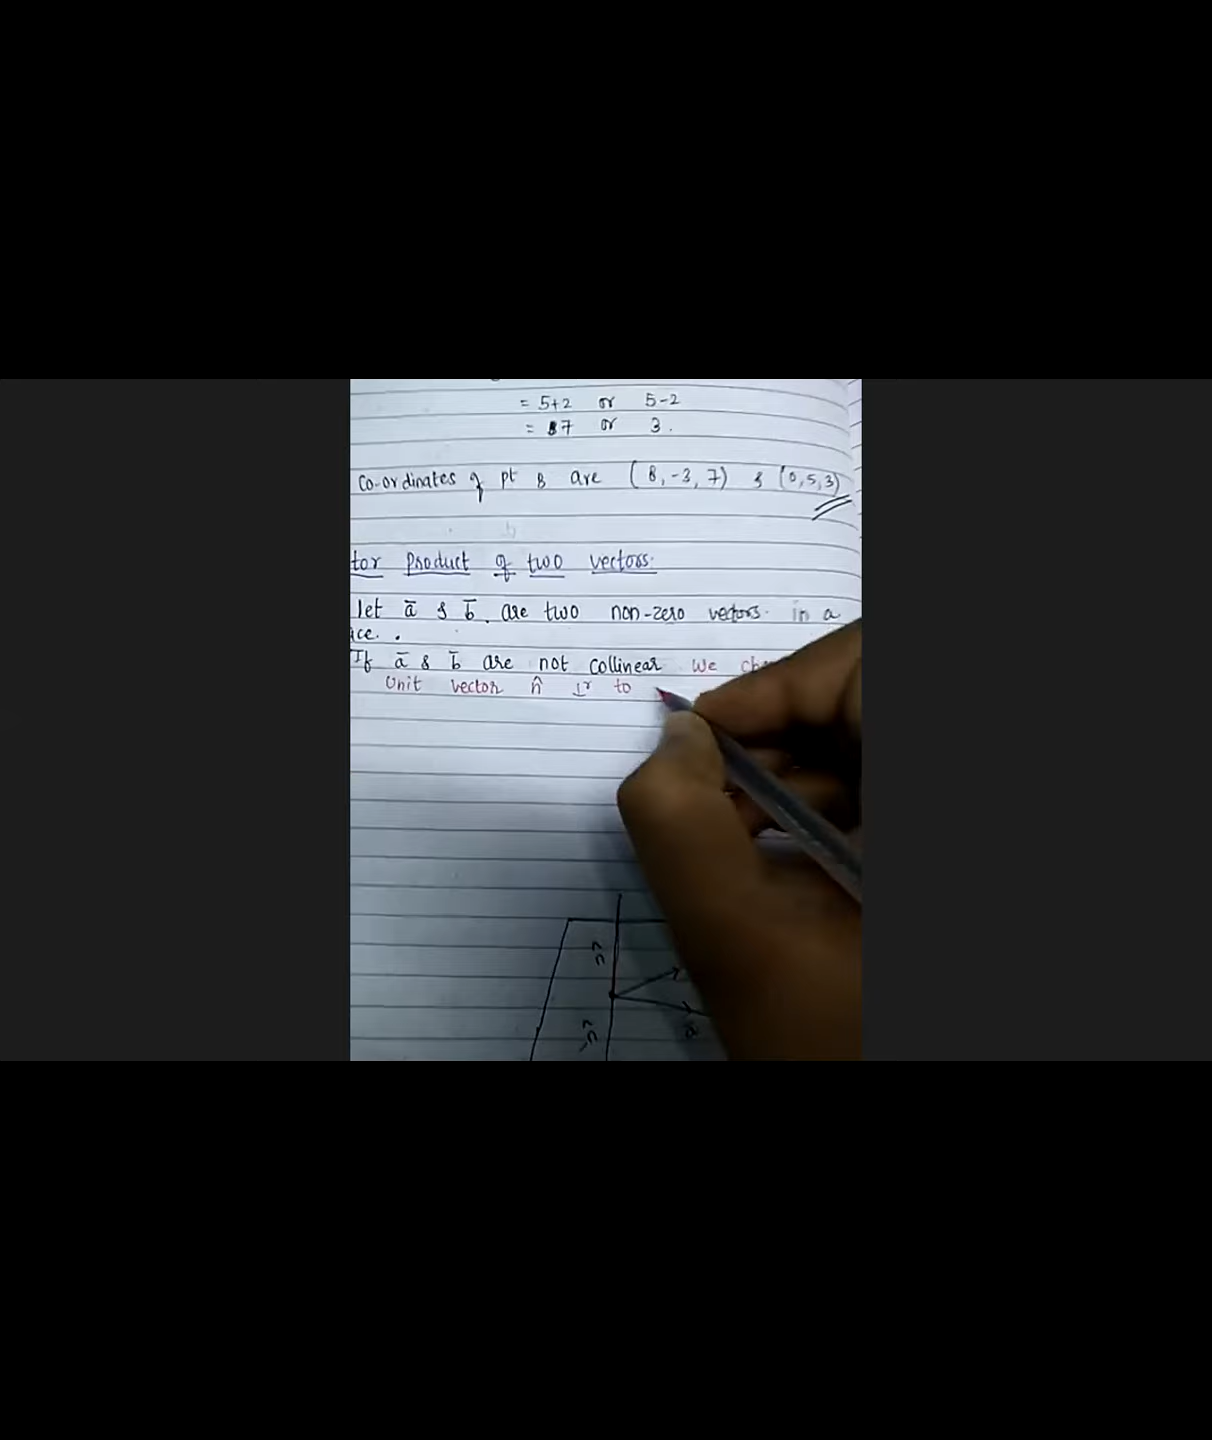 = 5+2 or 5-2
= 7 or 3.
co-ordinates of pt B are (8, -3, 7) & (0, 5, 3)
tor product of two vectors.
let a̅ & b̅. are two non-zero vectors. in a
ace.
If a̅ & b̅ are not collinear we
Unit vector n̂ ⊥r to
n̂
-n̂
a̅